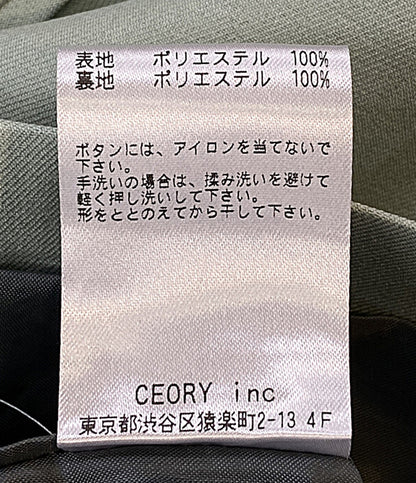 表地 ポリエステル 100%
裏地 ポリエステル 100%
ボタンには、アイロンを当てないで
下さい。
手洗いの場合は、揉み洗いを避けて
軽く押し洗いして下さい。
形をととのえてから干して下さい。
CEORY inc
東京都渋谷区猿楽町2-13 4F